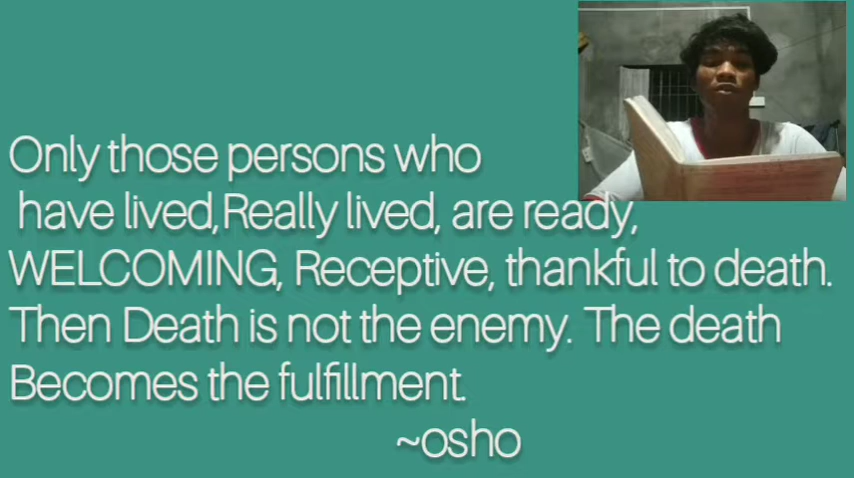 Only those persons who
have lived,Really lived, are ready,
WELCOMING, Receptive, thankful to death.
Then Death is not the enemy. The death
Becomes the fulfillment.
~osho